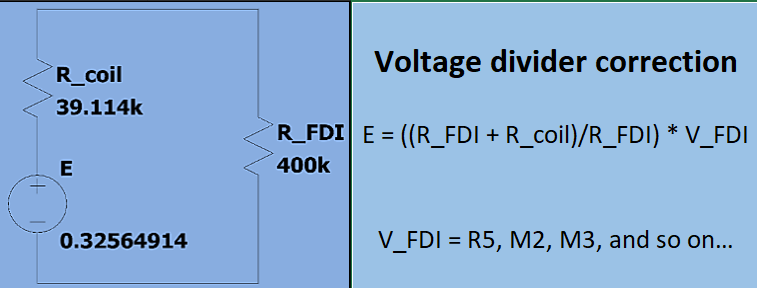 R_coil
39.114k
R_FDI
400k
E
0.32564914
Voltage divider correction
E = ((R_FDI + R_coil)/R_FDI) * V_FDI
V_FDI = R5, M2, M3, and so on...